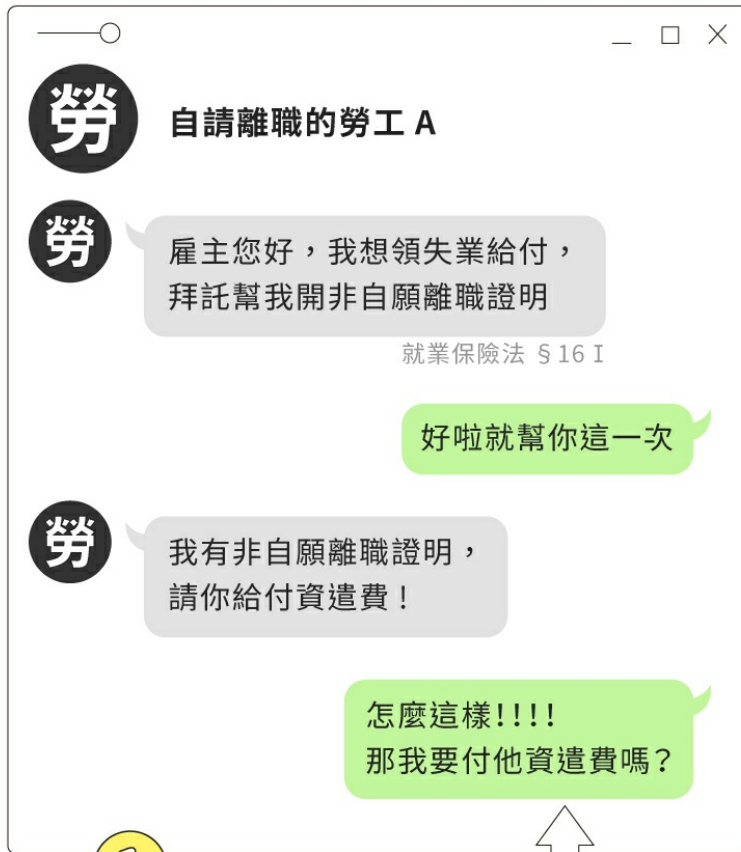 勞
自請離職的勞工 A
勞
雇主您好，我想領失業給付，
拜託幫我開非自願離職證明
就業保險法 §16 I
好啦就幫你這一次
勞
我有非自願離職證明，
請你給付資遣費！
怎麼這樣!!!!
那我要付他資遣費嗎？